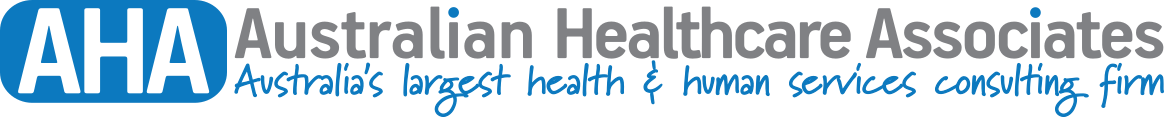 AHA
Australian Healthcare Associates
Australia's largest health & human services consulting firm